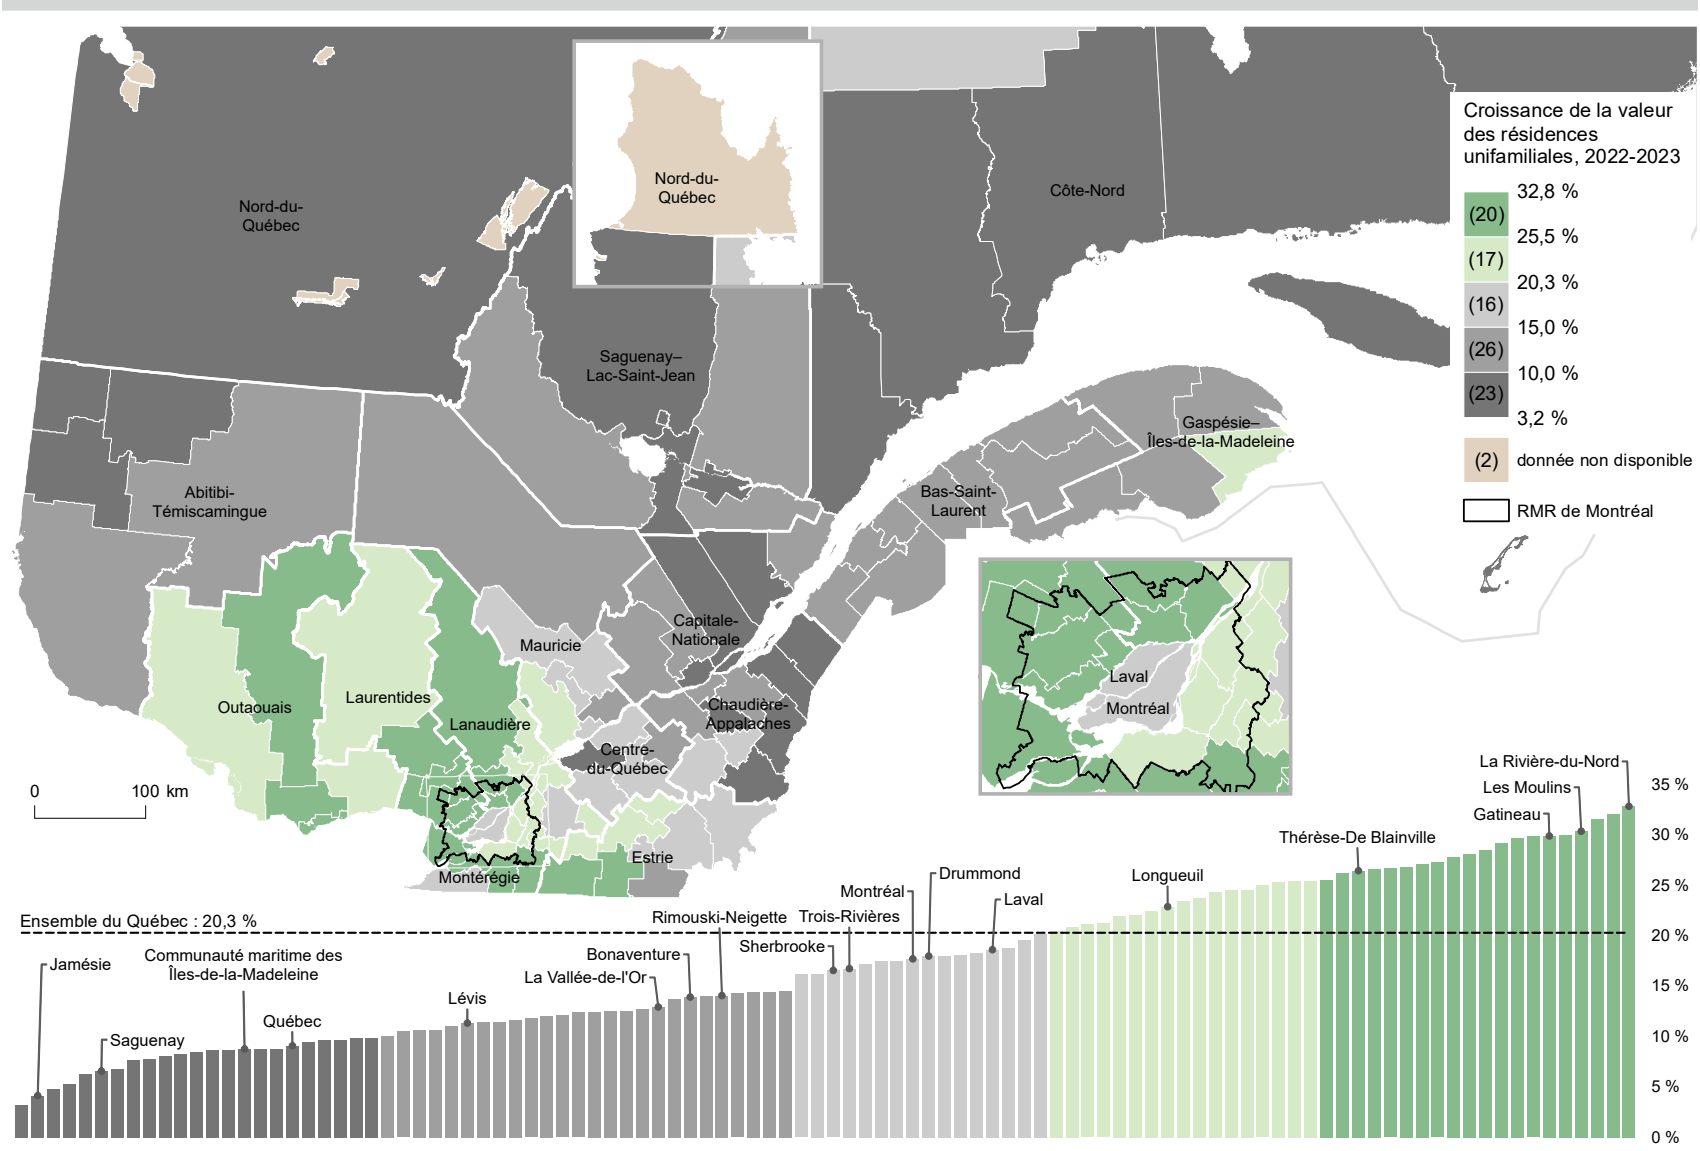 Croissance de la valeur
des résidences
unifamiliales, 2022-2023
32,8 %
(20)
25,5 %
(17)
20,3 %
(16)
15,0 %
(26)
10,0 %
(23)
3,2 %
(2) donnée non disponible
RMR de Montréal
Nord-du-
Québec
Nord-du-
Québec
Côte-Nord
Saguenay–
Lac-Saint-Jean
Gaspésie–
Îles-de-la-Madeleine
Abitibi-
Témiscamingue
Bas-Saint-
Laurent
Capitale-
Nationale
Mauricie
Outaouais
Laurentides
Lanaudière
Chaudière-
Appalaches
Centre-
du-Québec
Estrie
Montérégie
Laval
Montréal
0 100 km
Ensemble du Québec : 20,3 %
Jamésie
Saguenay
Communauté maritime des
Îles-de-la-Madeleine
Québec
Lévis
La Vallée-de-l'Or
Bonaventure
Rimouski-Neigette
Sherbrooke
Trois-Rivières
Montréal
Drummond
Laval
Longueuil
Thérèse-De Blainville
Gatineau
Les Moulins
La Rivière-du-Nord
35 %
30 %
25 %
20 %
15 %
10 %
5 %
0 %